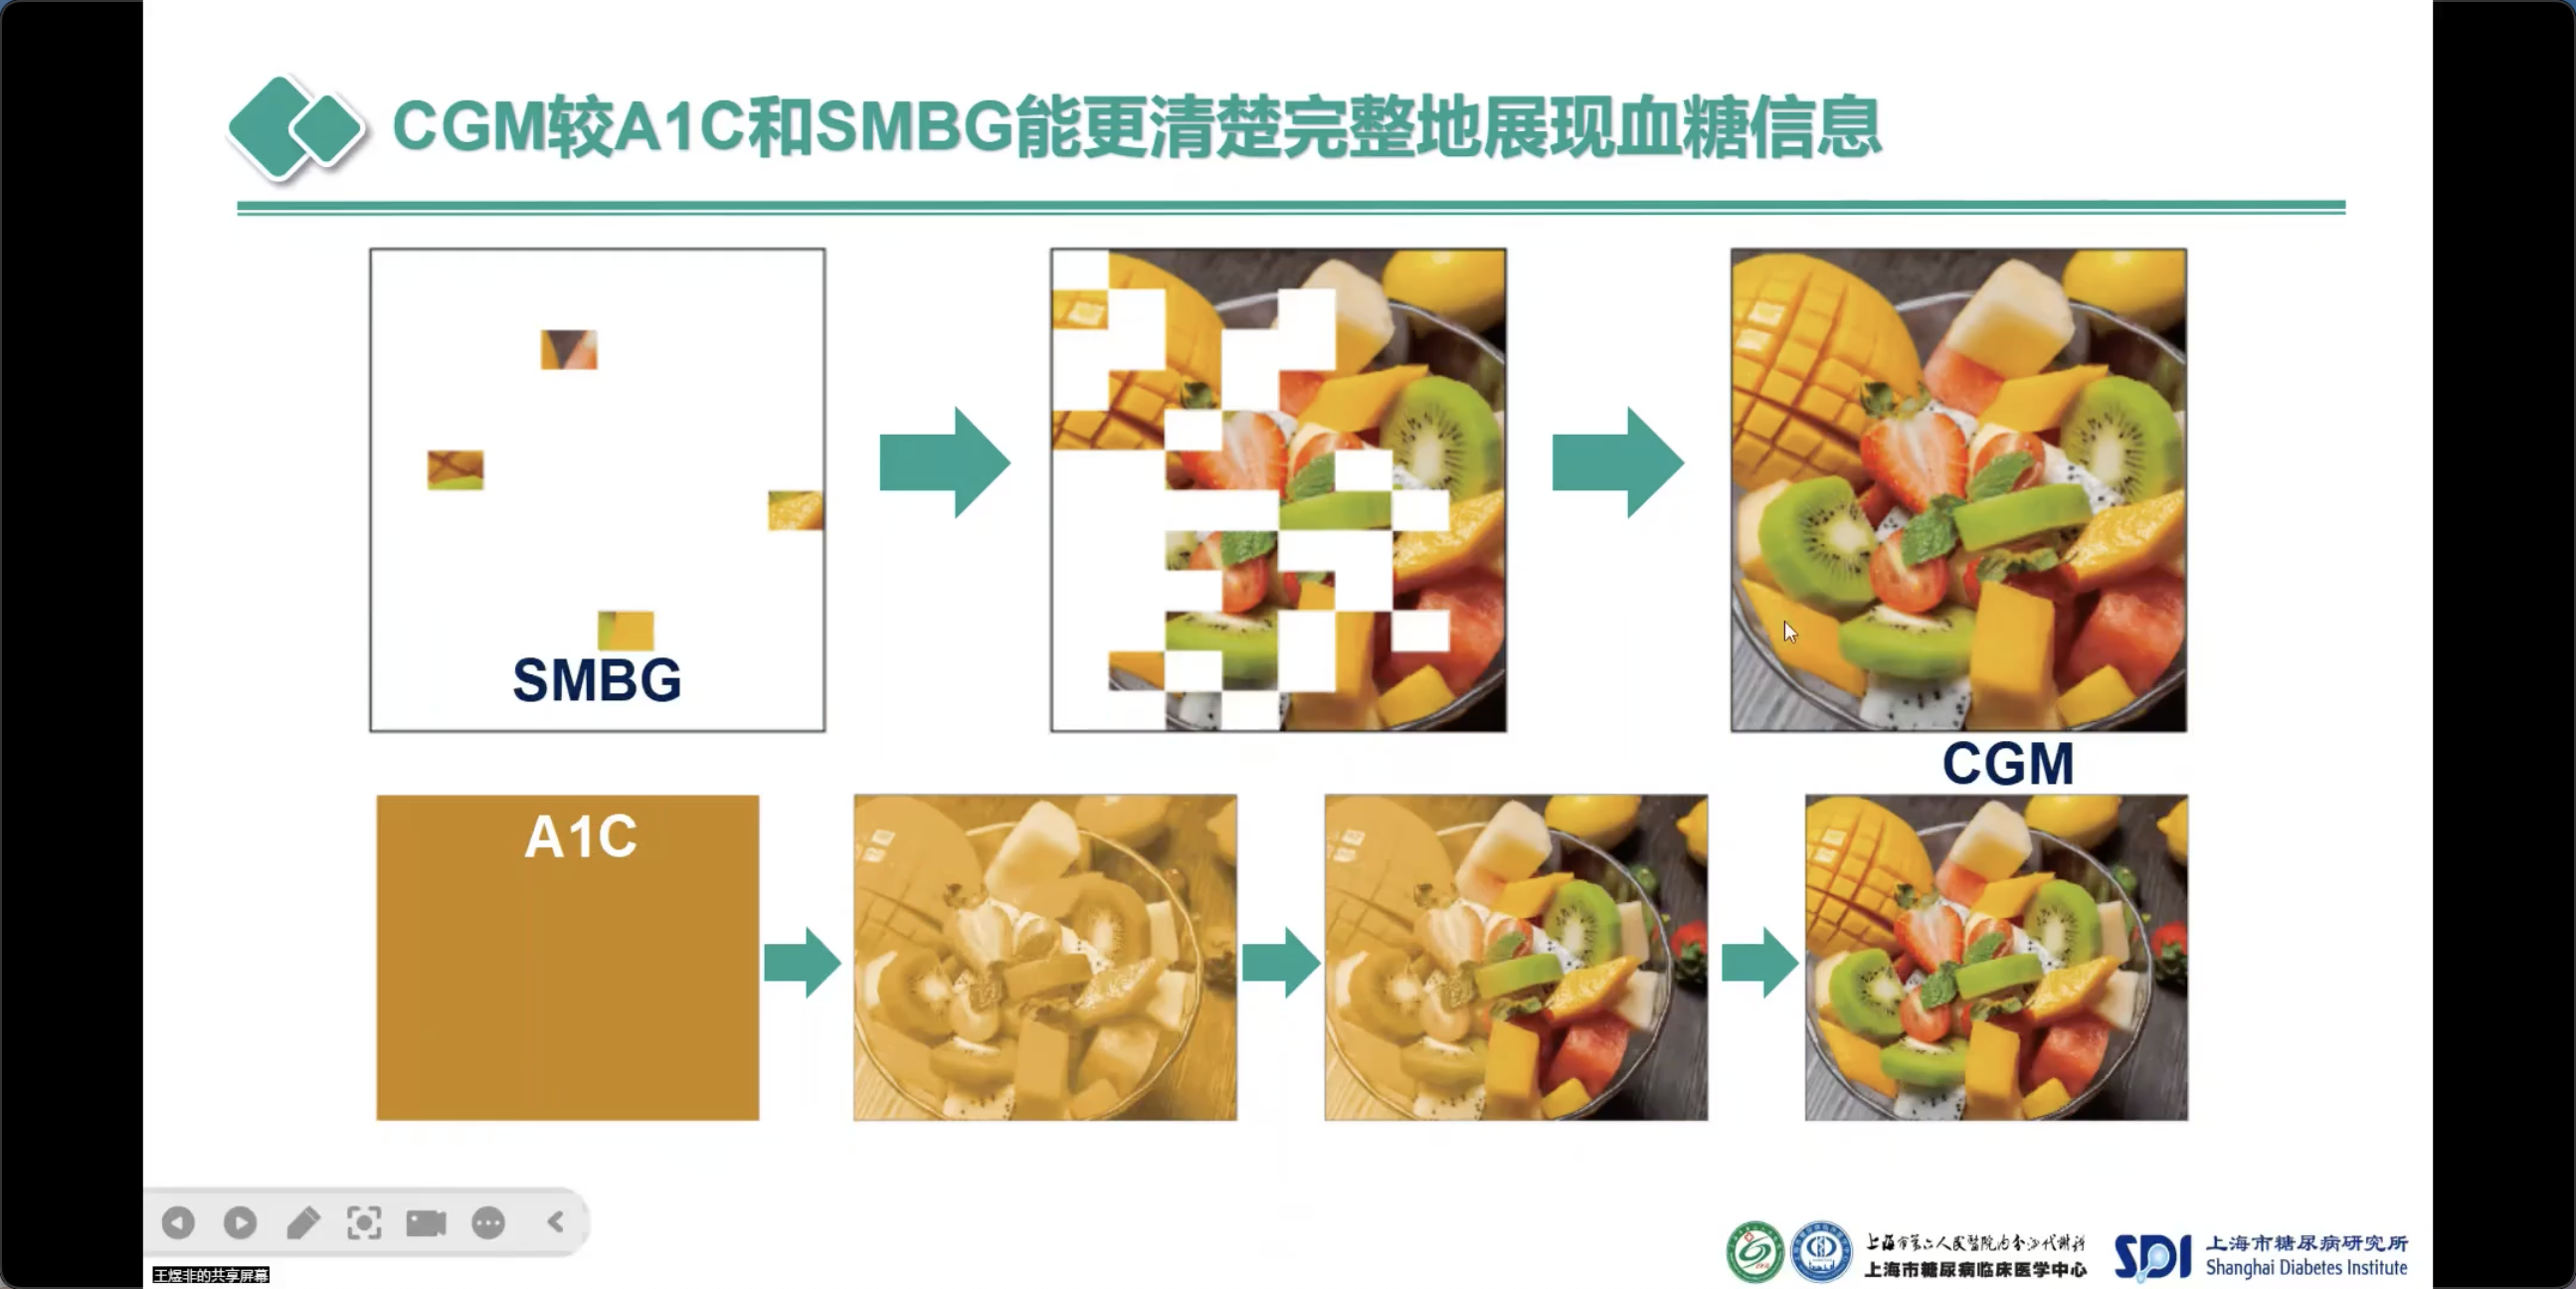 CGM较A1C和SMBG能更清楚完整地展现血糖信息
SMBG
CGM
A1C
上海市第六人民醫院内分泌代谢科
上海市糖尿病临床医学中心
SDI
上海市糖尿病研究所
Shanghai Diabetes Institute
王煜非的共享屏幕